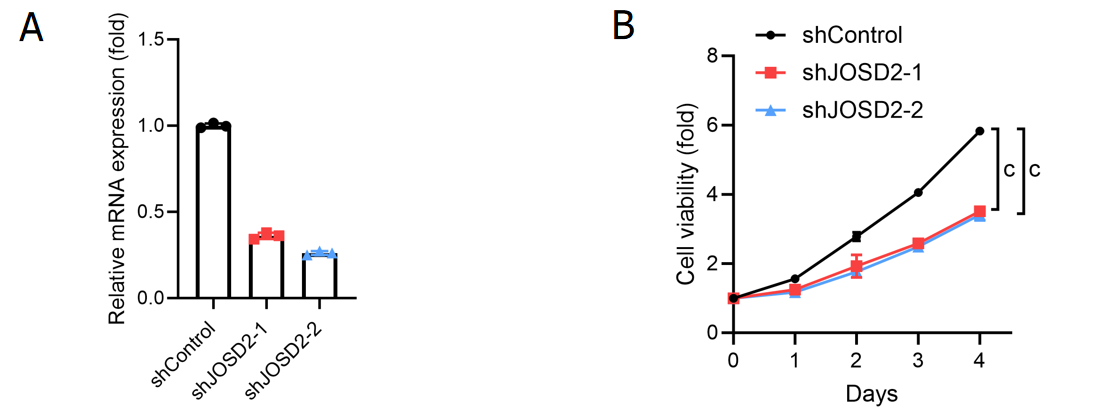 A
Relative mRNA expression (fold)
1.5
1.0
0.5
0.0
shControl
shJOSD2-1
shJOSD2-2
B
shControl
shJOSD2-1
shJOSD2-2
Cell viability (fold)
8
6
4
2
0
0 1 2 3 4
Days
c c